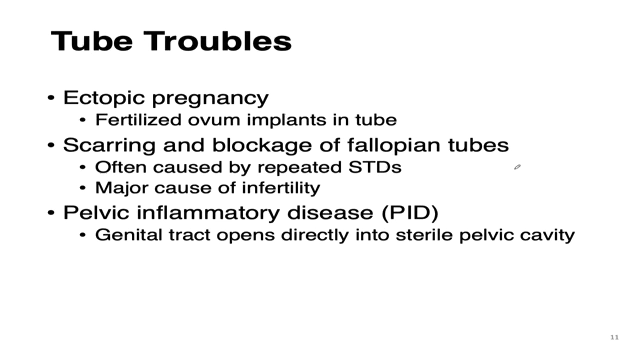 Tube Troubles
• Ectopic pregnancy
• Fertilized ovum implants in tube
• Scarring and blockage of fallopian tubes
• Often caused by repeated STDs
• Major cause of infertility
• Pelvic inflammatory disease (PID)
• Genital tract opens directly into sterile pelvic cavity
11